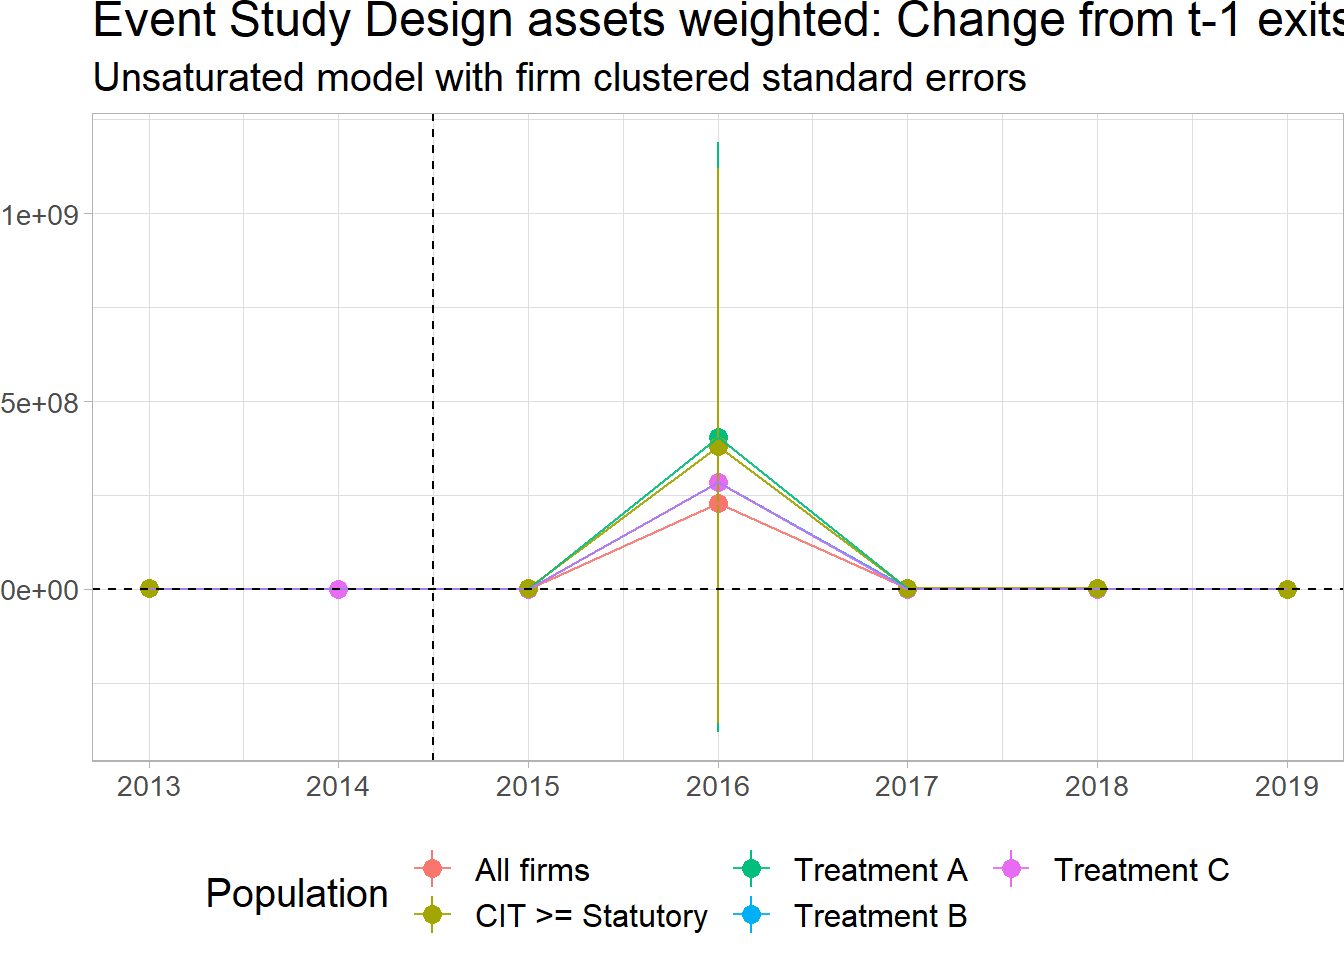 Event Study Design assets weighted: Change from t-1 exits
Unsaturated model with firm clustered standard errors
1e+09
5e+08
0e+00
2013 2014 2015 2016 2017 2018 2019
Population
All firms
CIT >= Statutory
Treatment A
Treatment B
Treatment C